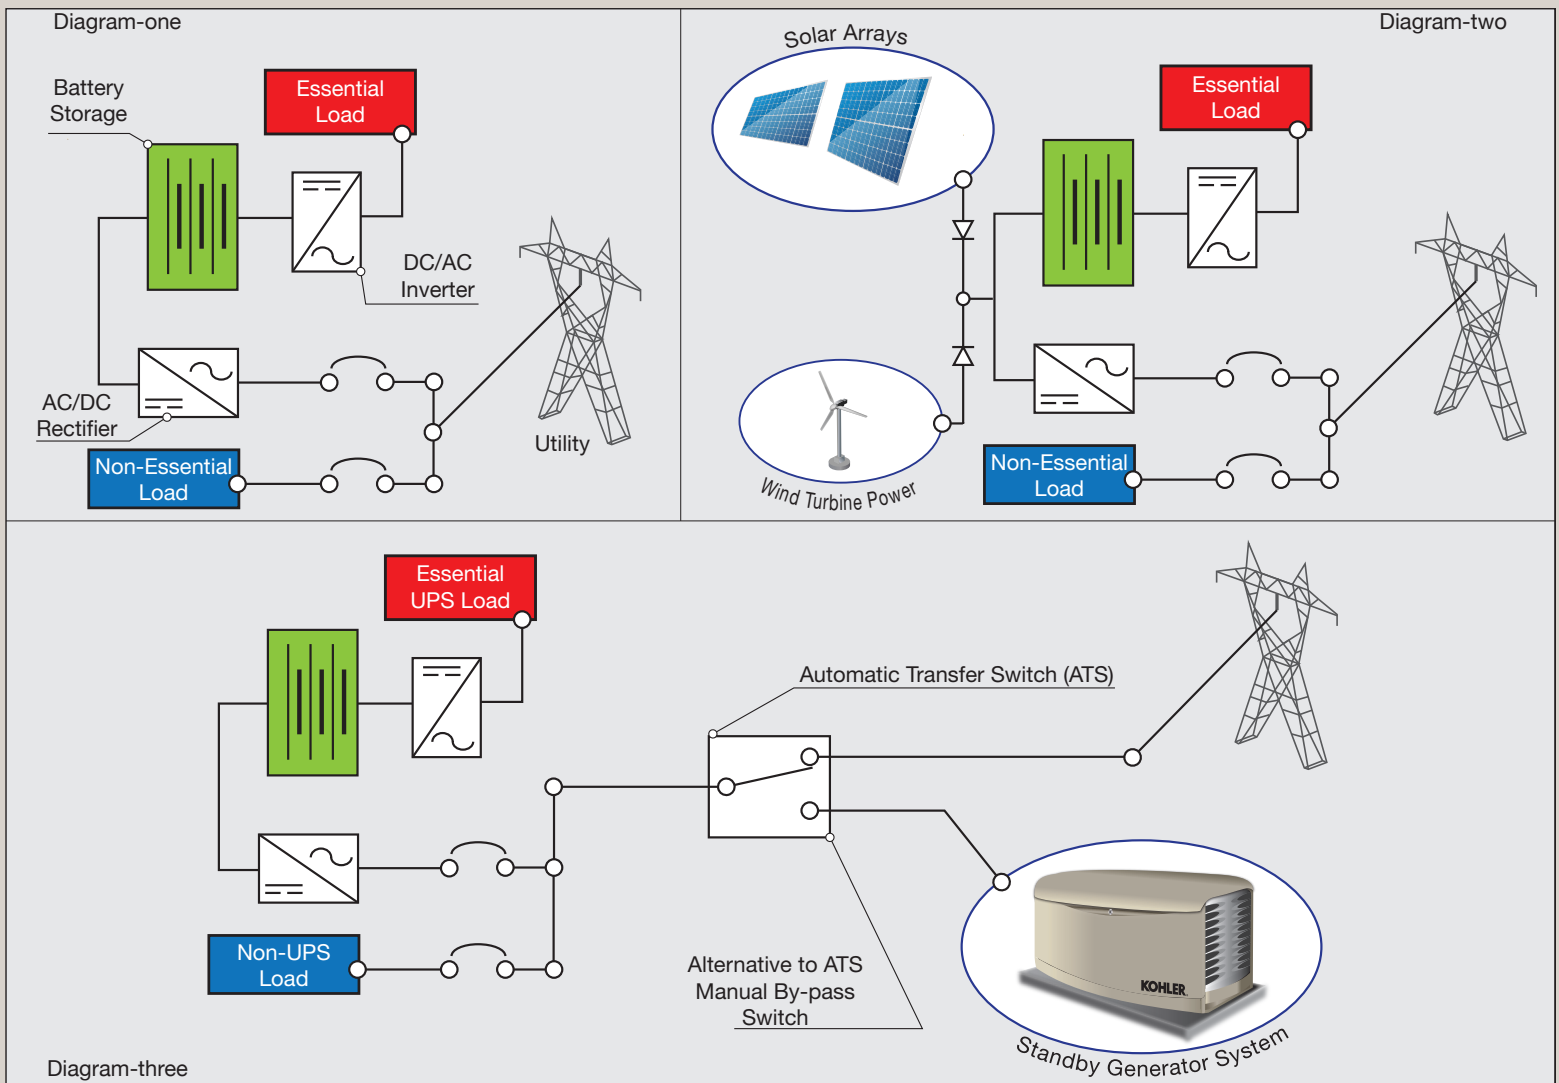 Diagram-one
Battery
Storage
Essential
Load
DC/AC
Inverter
AC/DC
Rectifier
Utility
Non-Essential
Load
Diagram-two
Solar Arrays
Essential
Load
Wind Turbine Power
Non-Essential
Load
Essential
UPS Load
Automatic Transfer Switch (ATS)
Non-UPS
Load
Alternative to ATS
Manual By-pass
Switch
KOHLER
Standby Generator System
Diagram-three